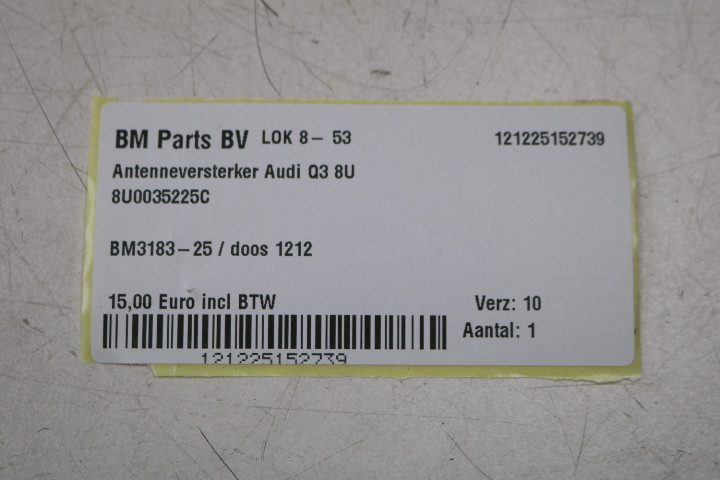 BM Parts BV LOK 8- 53 121225152739
Antenneversterker Audi Q3 8U
8U0035225C
BM3183-25 / doos 1212
15,00 Euro incl BTW Verz: 10
Aantal: 1
121225152739